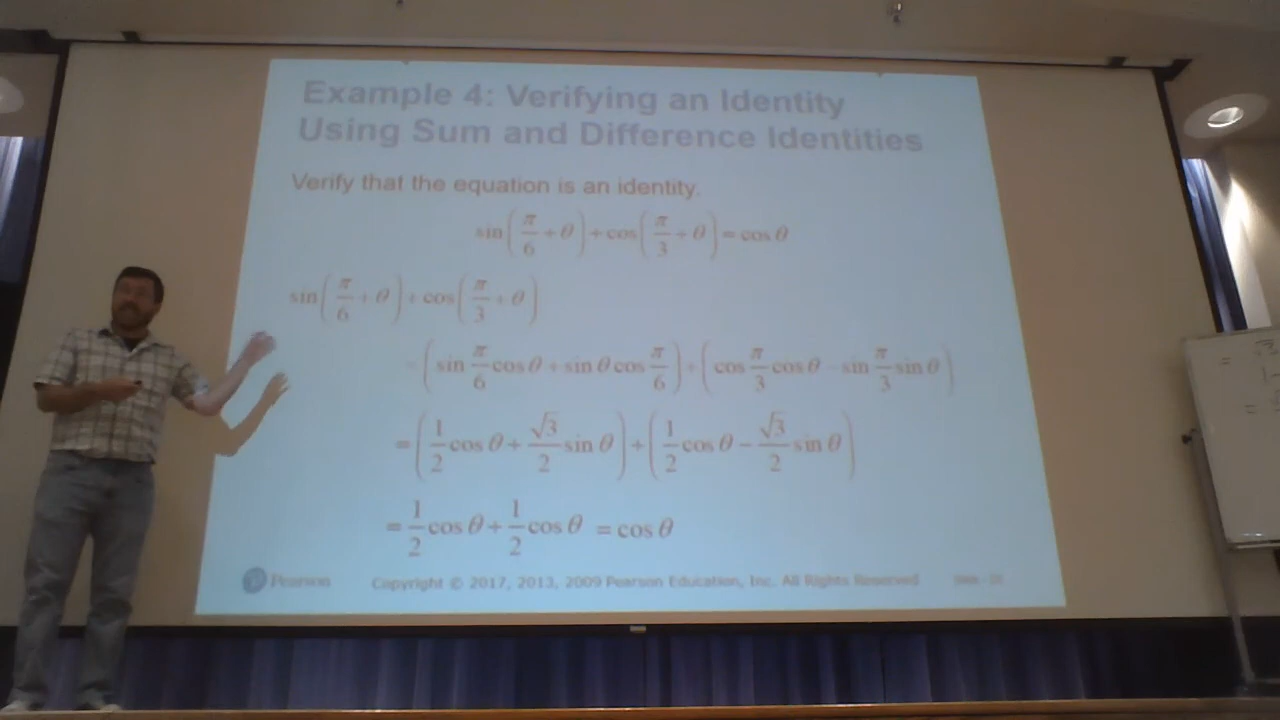 Example 4: Verifying an Identity
Using Sum and Difference Identities
Verify that the equation is an identity.
sin(π/6 + θ) + cos(π/3 + θ) = cos θ
sin(π/6 + θ) + cos(π/3 + θ)
= (sin π/6 cos θ + sin θ cos π/6) + (cos π/3 cos θ − sin π/3 sin θ)
= (1/2 cos θ + √3/2 sin θ) + (1/2 cos θ − √3/2 sin θ)
= 1/2 cos θ + 1/2 cos θ = cos θ
Pearson Copyright © 2017, 2013, 2009 Pearson Education, Inc. All Rights Reserved